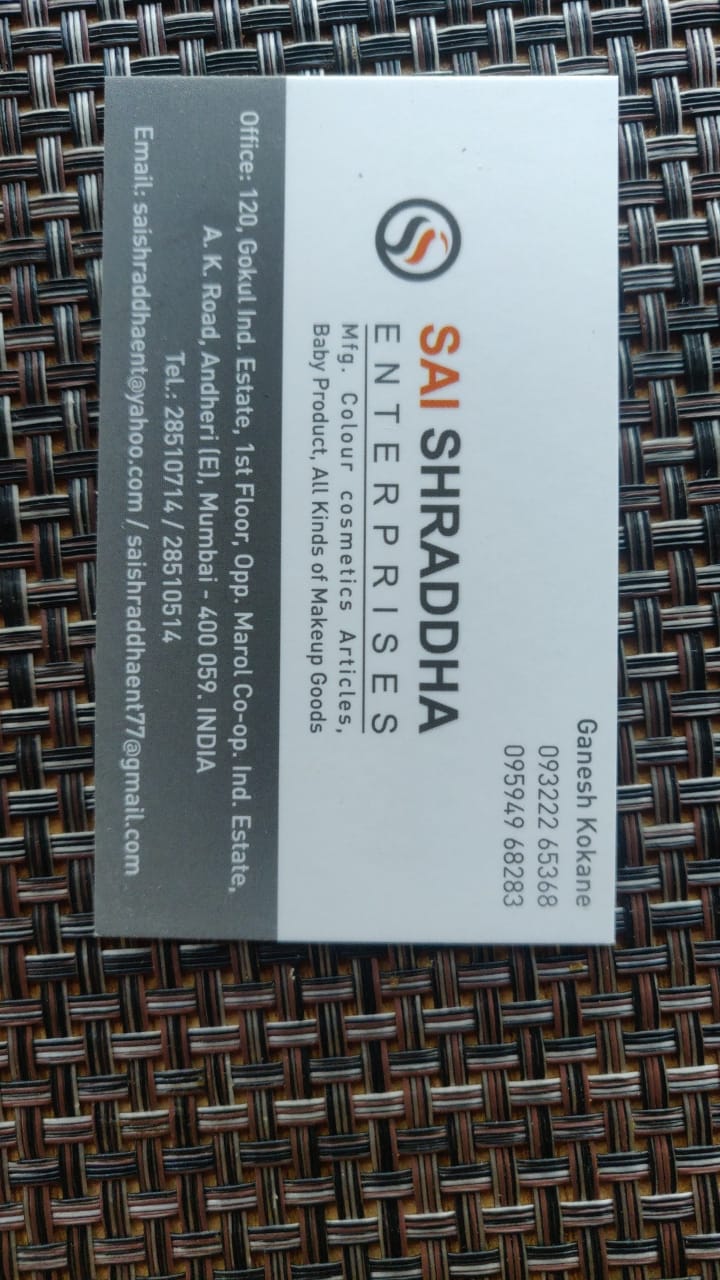 Ganesh Kokane
093222 65368
095949 68283
SAI SHRADDHA
ENTERPRISES
Mfg. Colour cosmetics Articles,
Baby Product, All Kinds of Makeup Goods
Office: 120, Gokul Ind. Estate, 1st Floor, Opp. Marol Co-op. Ind. Estate,
A. K. Road, Andheri (E), Mumbai - 400 059. INDIA
Tel.: 28510714 / 28510514
Email: saishraddhaent@yahoo.com / saishraddhaent77@gmail.com